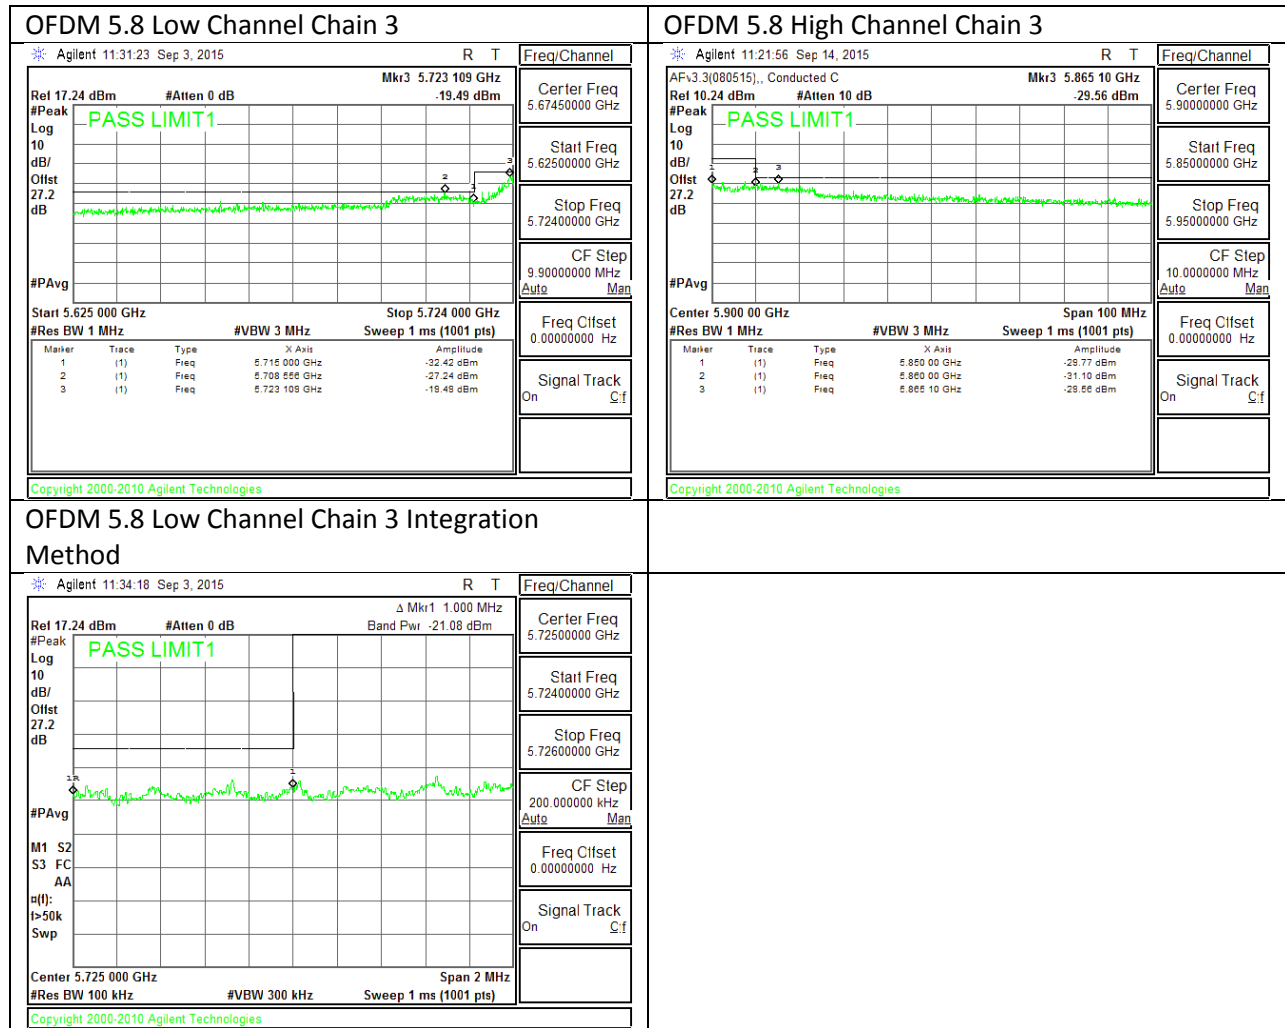 OFDM 5.8 Low Channel Chain 3
Agilent 11:31:23 Sep 3, 2015
R T
Mkr3 5.723 109 GHz
Ref 17.24 dBm #Atten 0 dB -19.49 dBm
#Peak
Log
10
dB/
Offst
27.2
dB
#PAvg
PASS LIMIT1
2
1
3
Start 5.625 000 GHz Stop 5.724 000 GHz
#Res BW 1 MHz #VBW 3 MHz Sweep 1 ms (1001 pts)
Marker Trace Type X Axis Amplitude
1 (1) Freq 5.715 000 GHz -32.42 dBm
2 (1) Freq 5.708 556 GHz -27.24 dBm
3 (1) Freq 5.723 109 GHz -19.49 dBm
Freq/Channel
Center Freq
5.67450000 GHz
Start Freq
5.62500000 GHz
Stop Freq
5.72400000 GHz
CF Step
9.90000000 MHz
Auto Man
Freq Offset
0.00000000 Hz
Signal Track
On Off
Copyright 2000-2010 Agilent Technologies
OFDM 5.8 High Channel Chain 3
Agilent 11:21:56 Sep 14, 2015
R T
AFv3.3(080515),, Conducted C Mkr3 5.865 10 GHz
Ref 10.24 dBm #Atten 10 dB -29.56 dBm
#Peak
Log
10
dB/
Offst
27.2
dB
#PAvg
PASS LIMIT1
1
2
3
Center 5.900 00 GHz Span 100 MHz
#Res BW 1 MHz #VBW 3 MHz Sweep 1 ms (1001 pts)
Marker Trace Type X Axis Amplitude
1 (1) Freq 5.850 00 GHz -29.77 dBm
2 (1) Freq 5.860 00 GHz -31.10 dBm
3 (1) Freq 5.865 10 GHz -29.56 dBm
Freq/Channel
Center Freq
5.90000000 GHz
Start Freq
5.85000000 GHz
Stop Freq
5.95000000 GHz
CF Step
10.0000000 MHz
Auto Man
Freq Offset
0.00000000 Hz
Signal Track
On Off
Copyright 2000-2010 Agilent Technologies
OFDM 5.8 Low Channel Chain 3 Integration
Method
Agilent 11:34:18 Sep 3, 2015
R T
Δ Mkr1 1.000 MHz
Ref 17.24 dBm #Atten 0 dB Band Pwr -21.08 dBm
#Peak
Log
10
dB/
Offst
27.2
dB
#PAvg
M1 S2
S3 FC
AA
¤(f):
f>50k
Swp
PASS LIMIT1
1R
1
Center 5.725 000 GHz Span 2 MHz
#Res BW 100 kHz #VBW 300 kHz Sweep 1 ms (1001 pts)
Freq/Channel
Center Freq
5.72500000 GHz
Start Freq
5.72400000 GHz
Stop Freq
5.72600000 GHz
CF Step
200.000000 kHz
Auto Man
Freq Offset
0.00000000 Hz
Signal Track
On Off
Copyright 2000-2010 Agilent Technologies